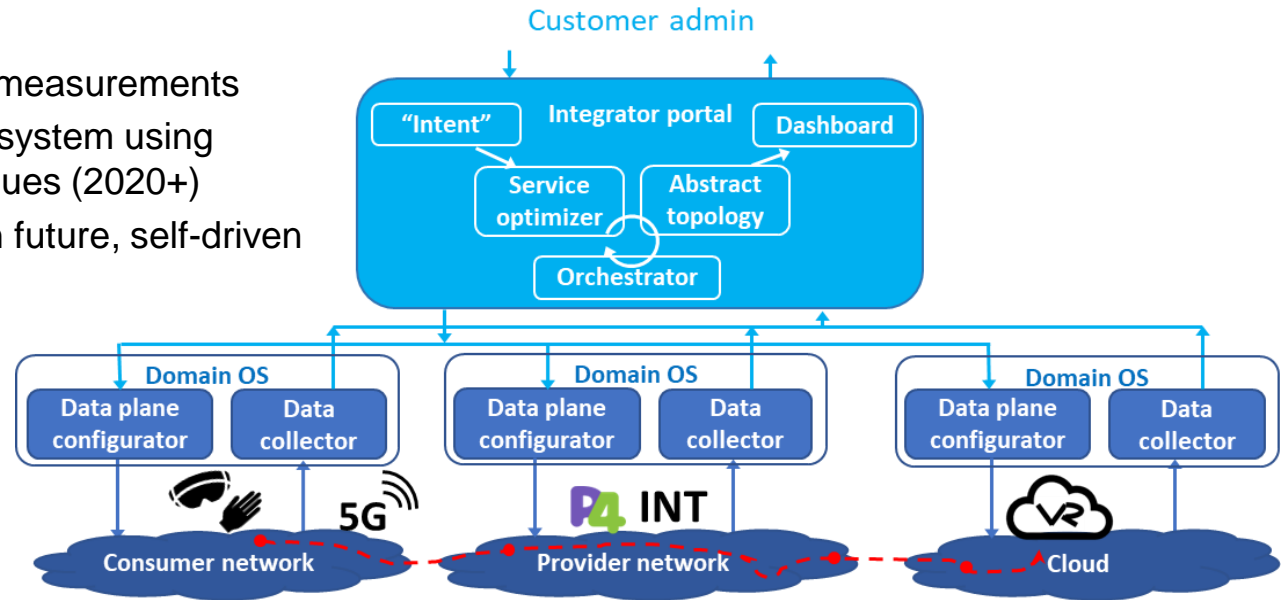 Customer admin
measurements
system using
ues (2020+)
future, self-driven
Integrator portal
“Intent”
Dashboard
Service
optimizer
Abstract
topology
Orchestrator
Domain OS
Data plane
configurator
Data
collector
Domain OS
Data plane
configurator
Data
collector
Domain OS
Data plane
configurator
Data
collector
5G
P4 INT
VR
Consumer network
Provider network
Cloud